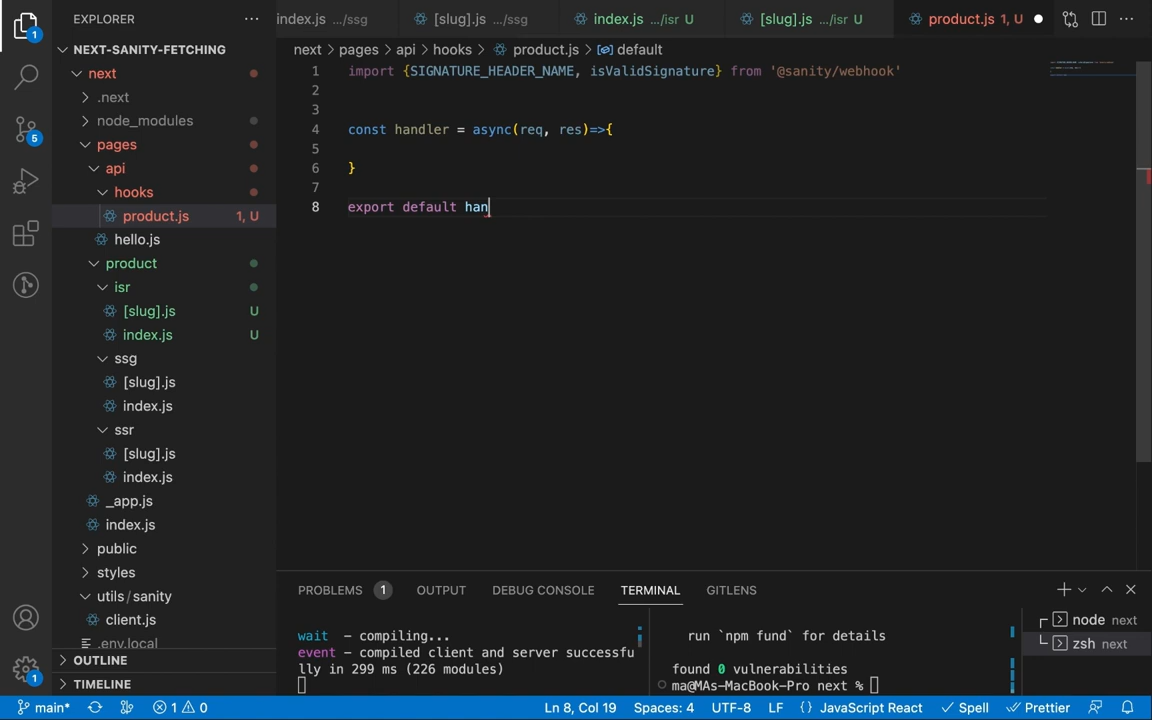 EXPLORER ···
index.js .../ssg [slug].js .../ssg index.js .../isr U [slug].js .../isr U product.js 1, U ···
NEXT-SANITY-FETCHING
next > pages > api > hooks > product.js > default
next
.next
node_modules
pages
api
hooks
product.js 1, U
hello.js
product
isr
[slug].js U
index.js U
ssg
[slug].js
index.js
ssr
[slug].js
index.js
_app.js
index.js
public
styles
utils / sanity
client.js
.env.local
OUTLINE
TIMELINE
1
5
1
1 import {SIGNATURE_HEADER_NAME, isValidSignature} from '@sanity/webhook'
2
3
4 const handler = async(req, res)=>{
5
6 }
7
8 export default han
PROBLEMS 1 OUTPUT DEBUG CONSOLE TERMINAL GITLENS
wait - compiling...
event - compiled client and server successfu
lly in 299 ms (226 modules)
run `npm fund` for details
found 0 vulnerabilities
ma@MAs-MacBook-Pro next %
node next
zsh next
main* 1 0 Ln 8, Col 19 Spaces: 4 UTF-8 LF {} JavaScript React Spell Prettier